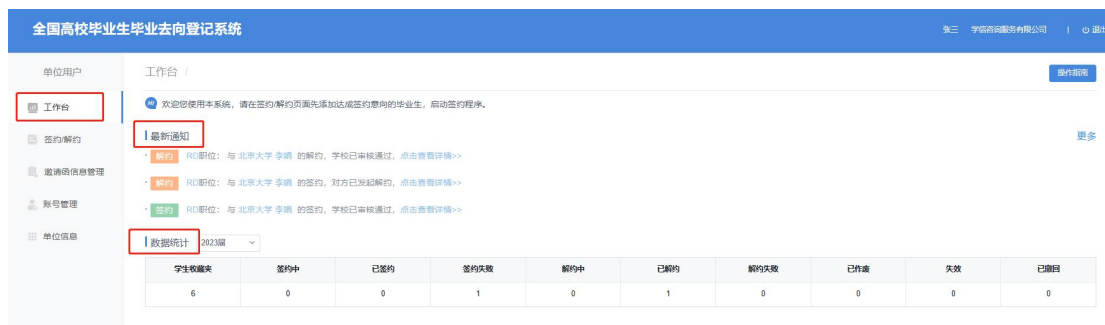 全国高校毕业生毕业去向登记系统
张三 学信咨询服务有限公司 | 退出
单位用户
工作台 /
操作指南
工作台
欢迎您使用本系统，请在签约/解约页面先添加达成签约意向的毕业生，启动签约程序。
签约/解约
最新通知
更多
解约 RD职位： 与 北京大学 李娟 的解约，学校已审核通过，点击查看详情>>
邀请函信息管理
解约 RD职位： 与 北京大学 李娟 的签约，对方已发起解约，点击查看详情>>
账号管理
签约 RD职位： 与 北京大学 李娟 的签约，学校已审核通过，点击查看详情>>
单位信息
数据统计 2023届
学生收藏夹 签约中 已签约 签约失败 解约中 已解约 解约失败 已作废 失效 已撤回
6 0 0 1 0 1 0 0 0 0